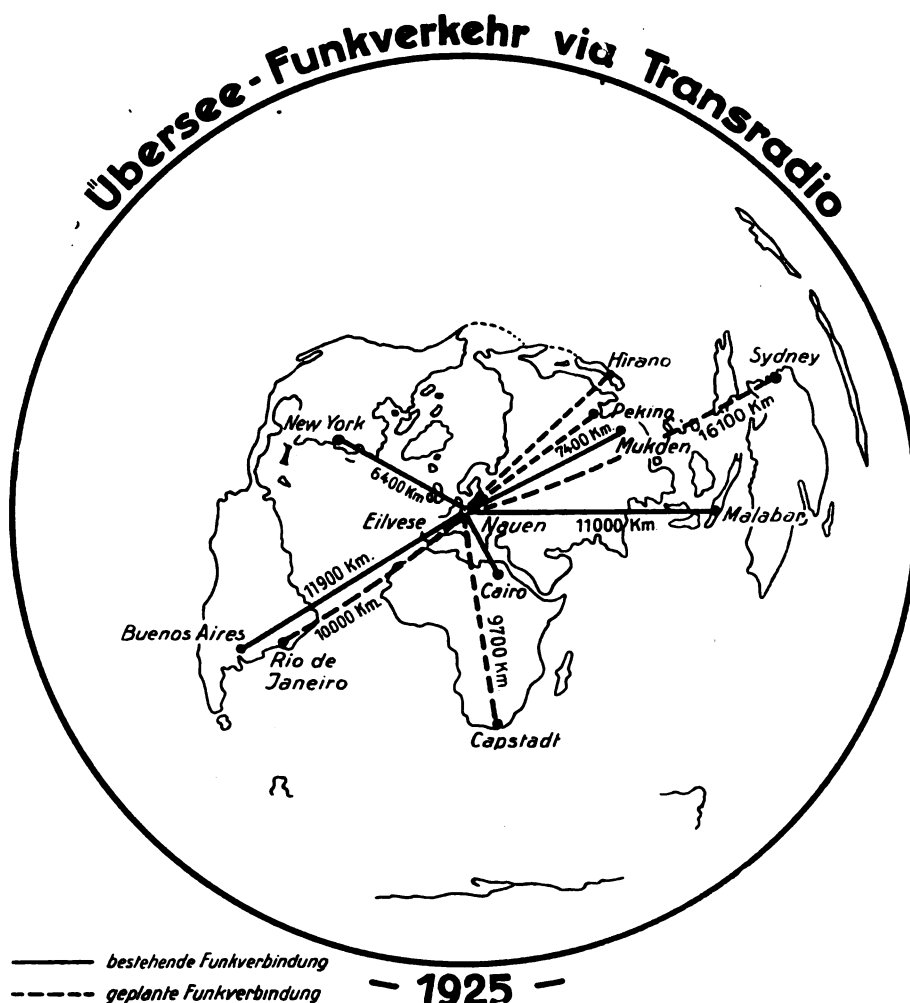 Übersee-Funkverkehr via Transradio
Hirano
Sydney
New York
Peking
16100 Km
7400 Km.
Mukden
6400 Km
Eilvese
Nauen
11000 Km
Malabar
11900 Km.
Cairo
10000 Km.
9700 Km.
Buenos Aires
Rio de
Janeiro
Capstadt
bestehende Funkverbindung
geplante Funkverbindung
- 1925 -